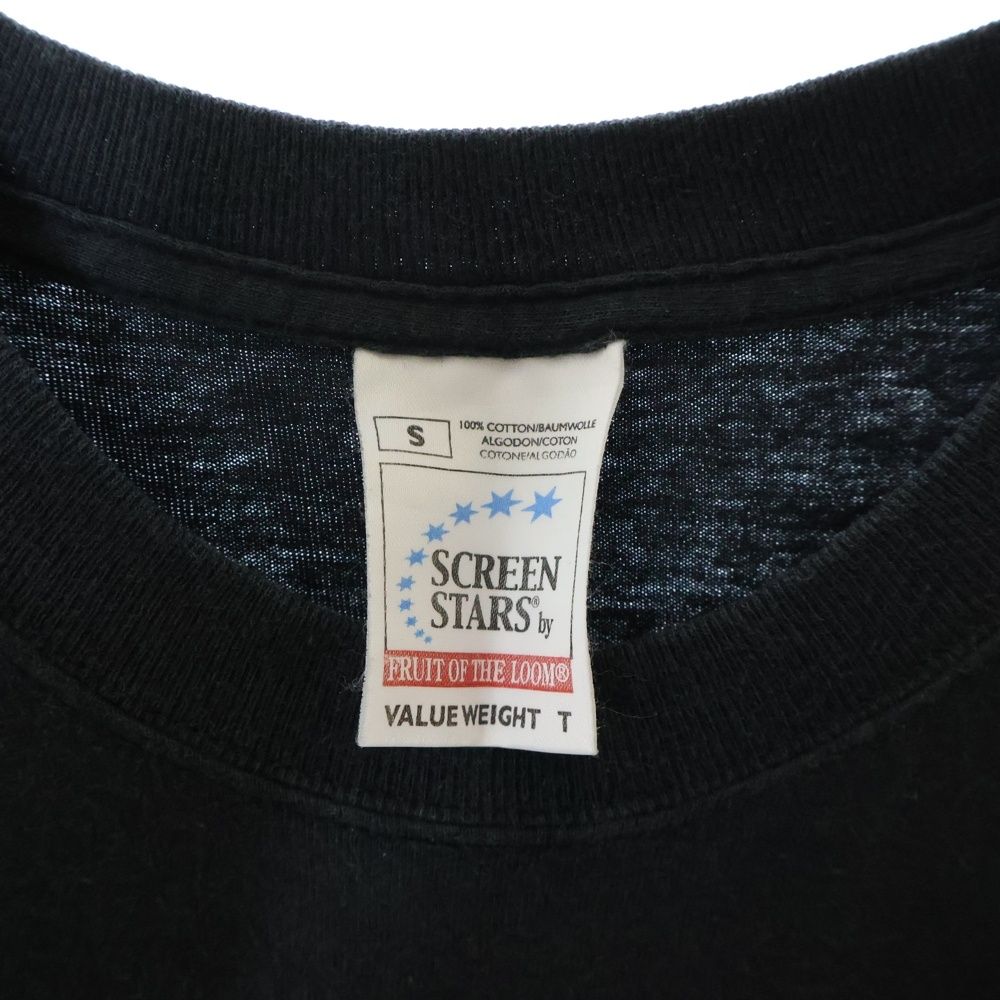 S
100% COTTON/BAUMWOLLE
ALGODON/COTON
COTONE/ALGODÃO
SCREEN
STARS® by
FRUIT OF THE LOOM®
VALUEWEIGHT T